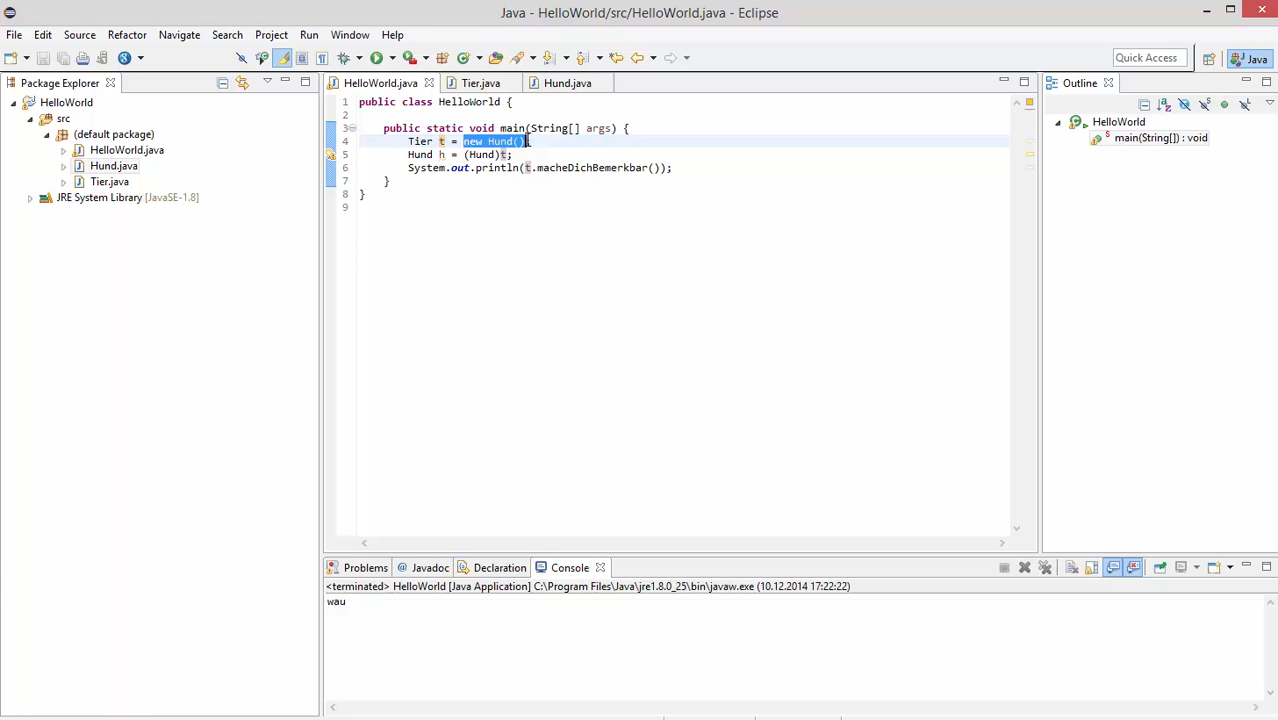 Java - HelloWorld/src/HelloWorld.java - Eclipse
File Edit Source Refactor Navigate Search Project Run Window Help
Quick Access Java
Package Explorer
HelloWorld
src
(default package)
HelloWorld.java
Hund.java
Tier.java
JRE System Library [JavaSE-1.8]
HelloWorld.java Tier.java Hund.java
1 public class HelloWorld {
2
3 public static void main(String[] args) {
4 Tier t = new Hund();
5 Hund h = (Hund)t;
6 System.out.println(t.macheDichBemerkbar());
7 }
8 }
9
Outline
HelloWorld
main(String[]) : void
Problems Javadoc Declaration Console
<terminated> HelloWorld [Java Application] C:\Program Files\Java\jre1.8.0_25\bin\javaw.exe (10.12.2014 17:22:22)
wau